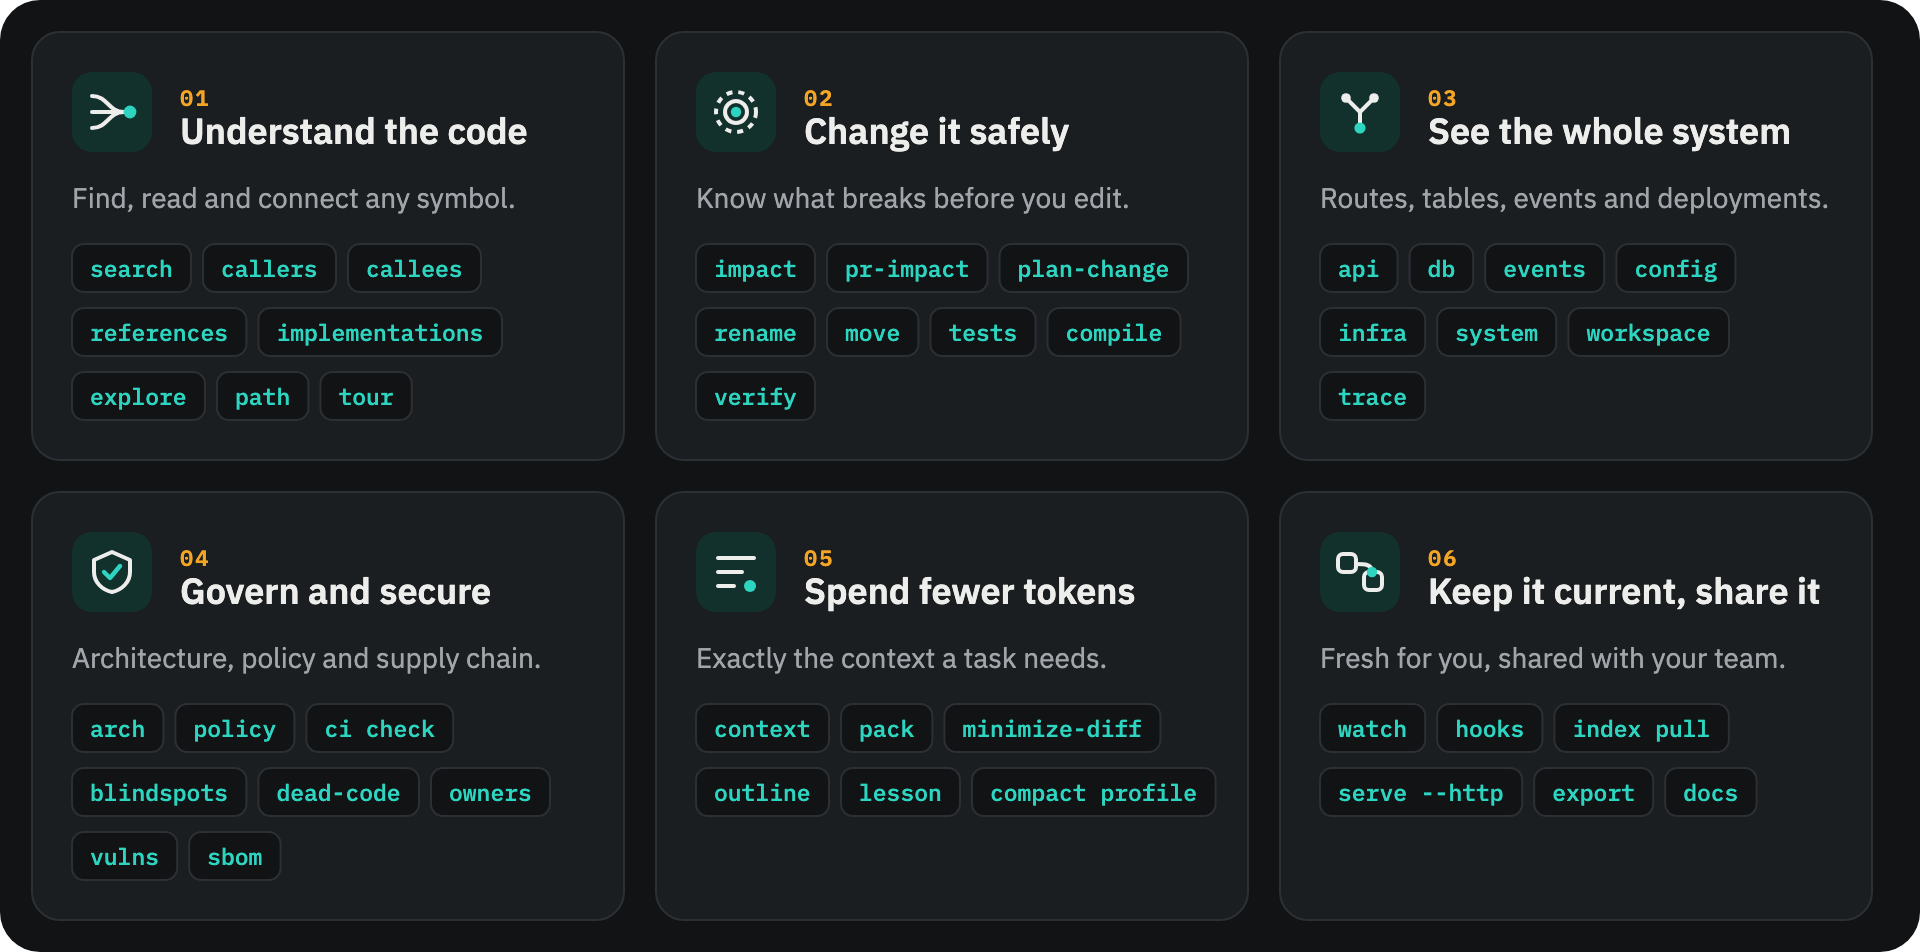 01
Understand the code
Find, read and connect any symbol.
search callers callees
references implementations
explore path tour
02
Change it safely
Know what breaks before you edit.
impact pr-impact plan-change
rename move tests compile
verify
03
See the whole system
Routes, tables, events and deployments.
api db events config
infra system workspace
trace
04
Govern and secure
Architecture, policy and supply chain.
arch policy ci check
blindspots dead-code owners
vulns sbom
05
Spend fewer tokens
Exactly the context a task needs.
context pack minimize-diff
outline lesson compact profile
06
Keep it current, share it
Fresh for you, shared with your team.
watch hooks index pull
serve --http export docs